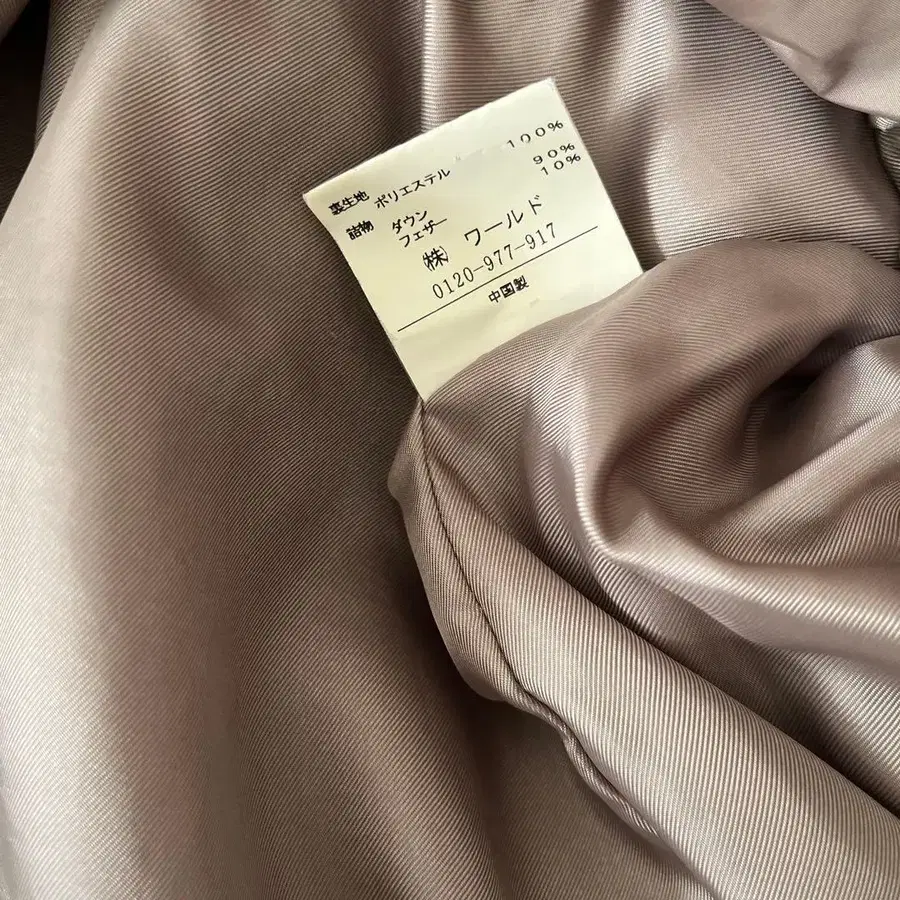 裏生地 ポリエステル 100%
詰物 ダウン 90%
フェザー 10%
㈱ ワールド
0120-977-917
中国製